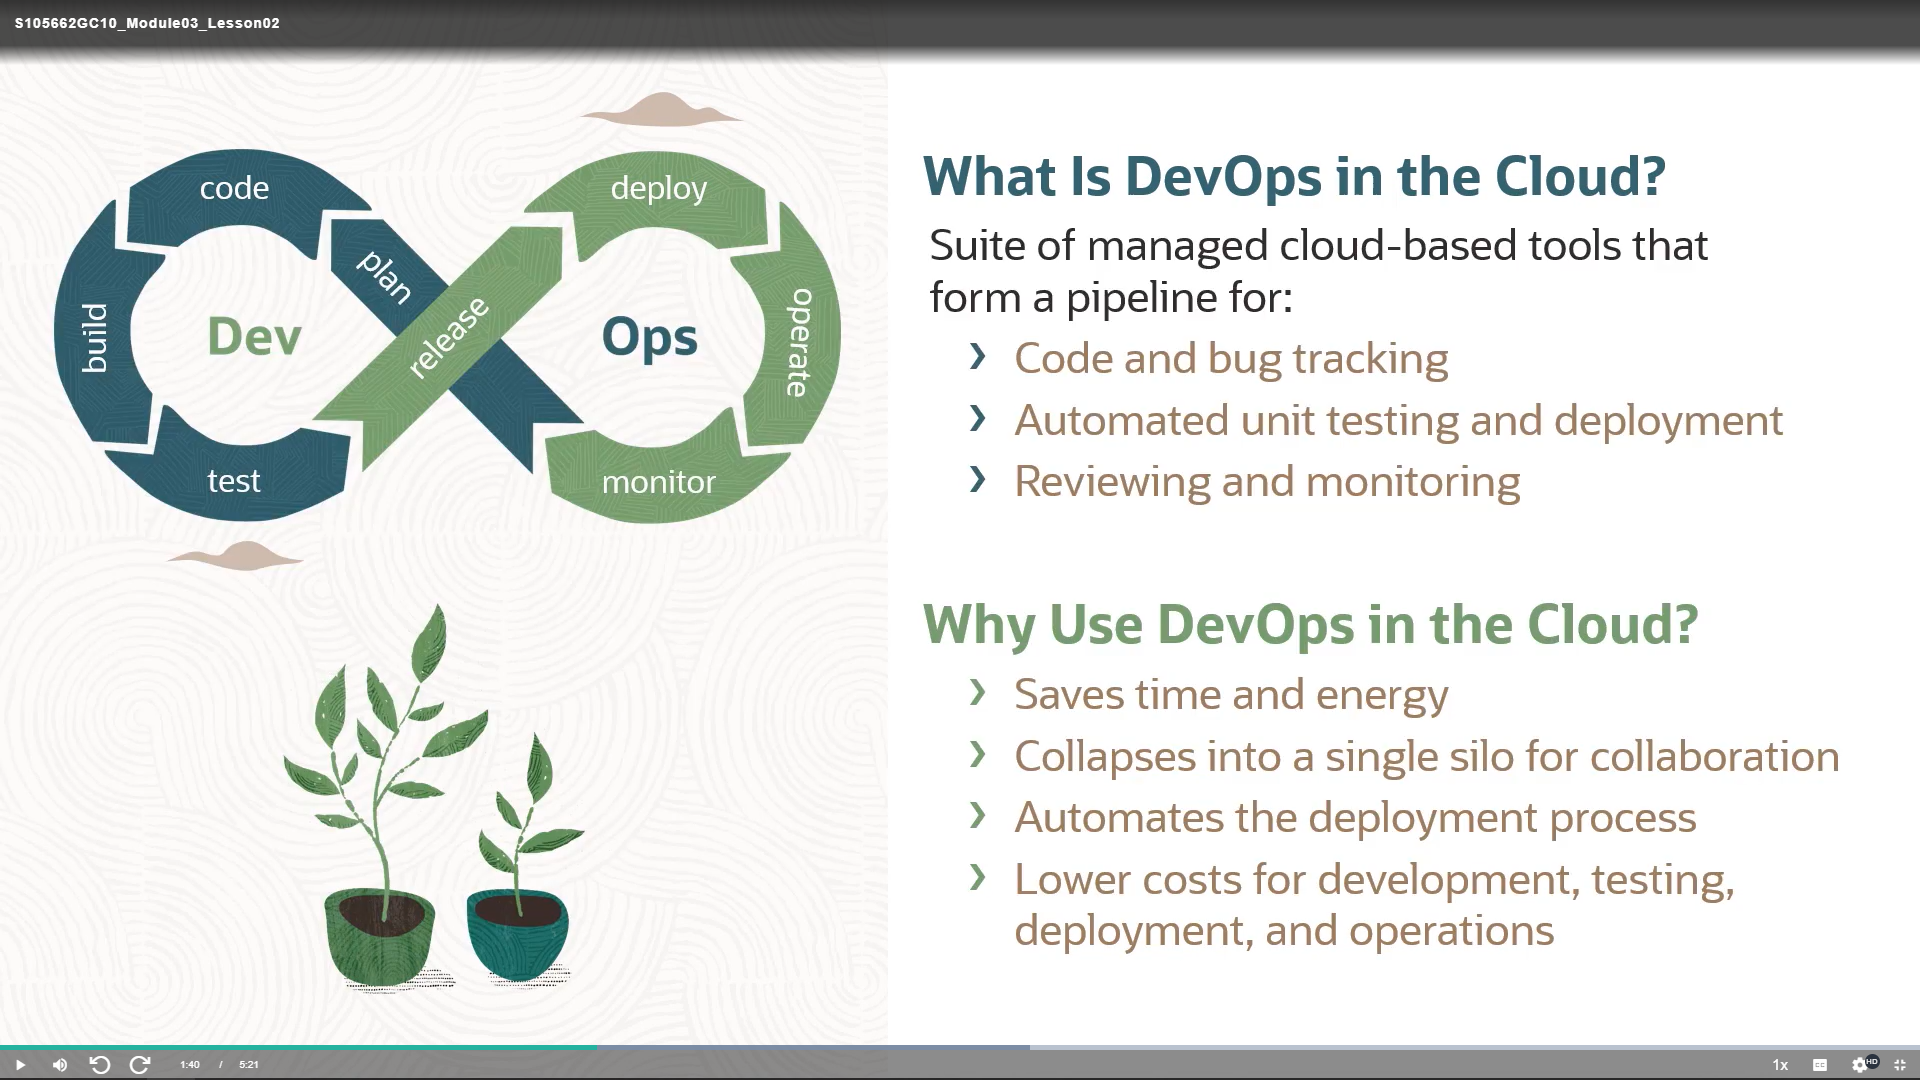 S105662GC10_Module03_Lesson02
code
plan
build
Dev
test
release
deploy
operate
Ops
monitor
What Is DevOps in the Cloud?
Suite of managed cloud-based tools that
form a pipeline for:
› Code and bug tracking
› Automated unit testing and deployment
› Reviewing and monitoring
Why Use DevOps in the Cloud?
› Saves time and energy
› Collapses into a single silo for collaboration
› Automates the deployment process
› Lower costs for development, testing,
deployment, and operations
1:40 / 5:21
1x
CC
HD